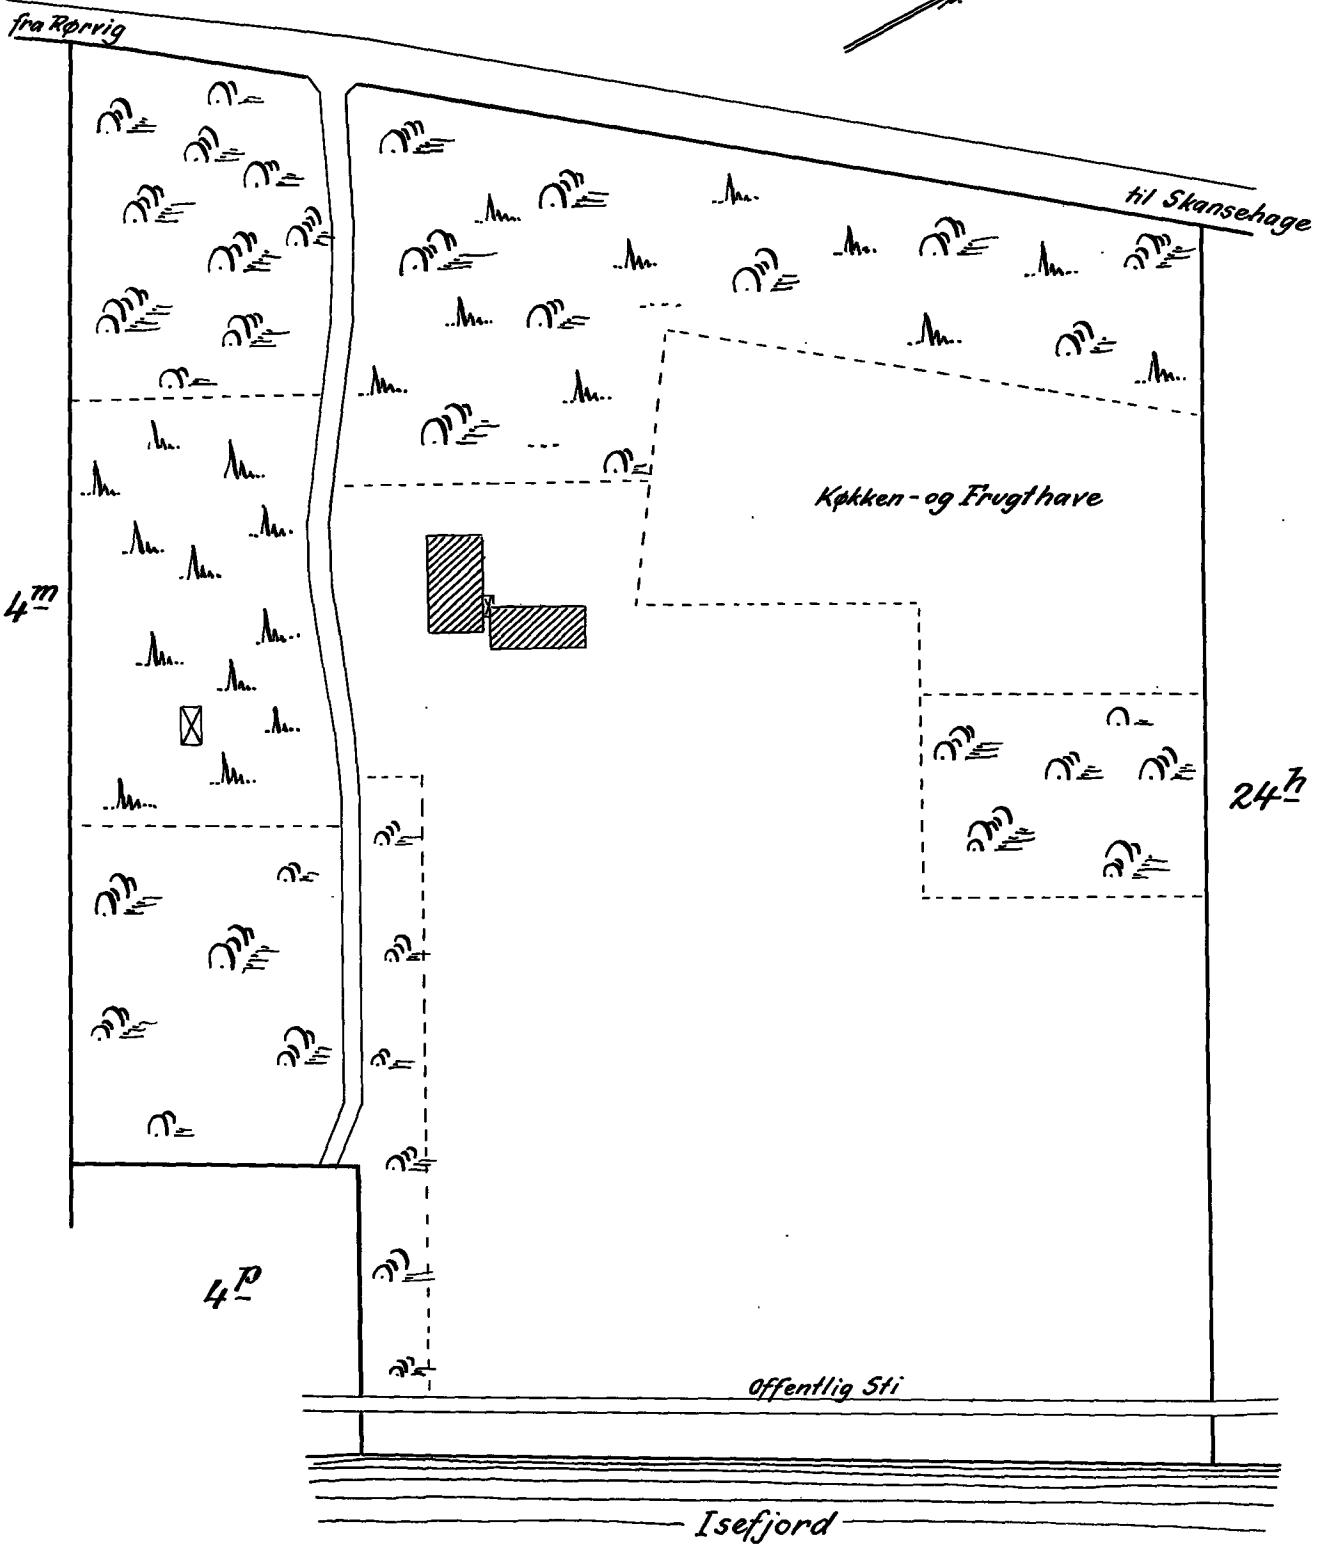 fra Rørvig
til Skansehage
Køkken- og Frugthave
4m
24h
4p
Offentlig Sti
Isefjord